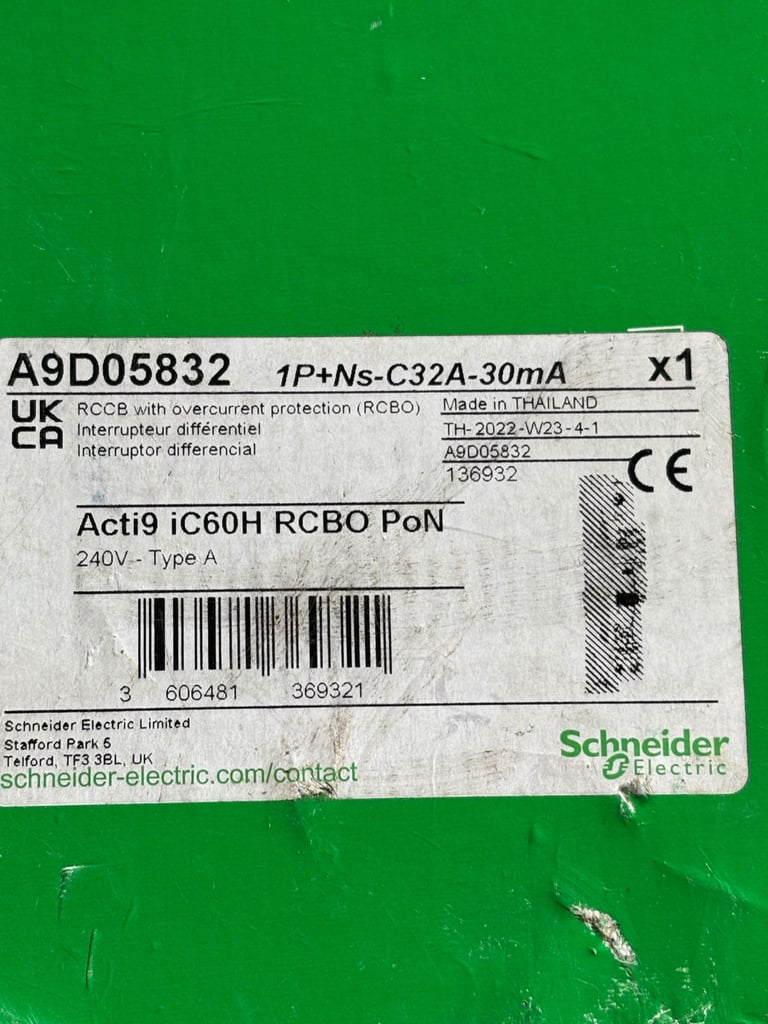 A9D05832 1P+Ns-C32A-30mA x1
UK
CA
RCCB with overcurrent protection (RCBO)
Interrupteur différentiel
Interruptor differencial
Made in THAILAND
TH-2022-W23-4-1
A9D05832
136932
CE
Acti9 iC60H RCBO PoN
240V - Type A
3 606481 369321
Schneider Electric Limited
Stafford Park 5
Telford, TF3 3BL, UK
schneider-electric.com/contact
Schneider
Electric